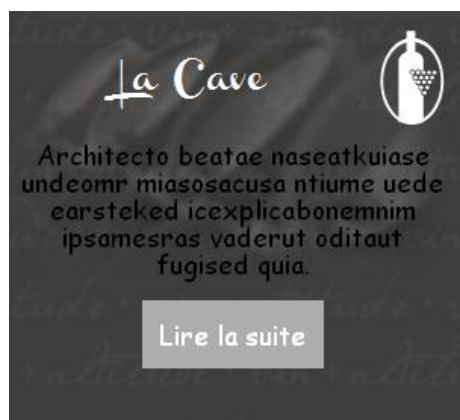 La Cave
Architecto beatae naseatkuiase
undeomr miasosacusa ntiume uede
earsteked icexplicabonemnim
ipsamesras vaderut oditaut
fugised quia.
Lire la suite